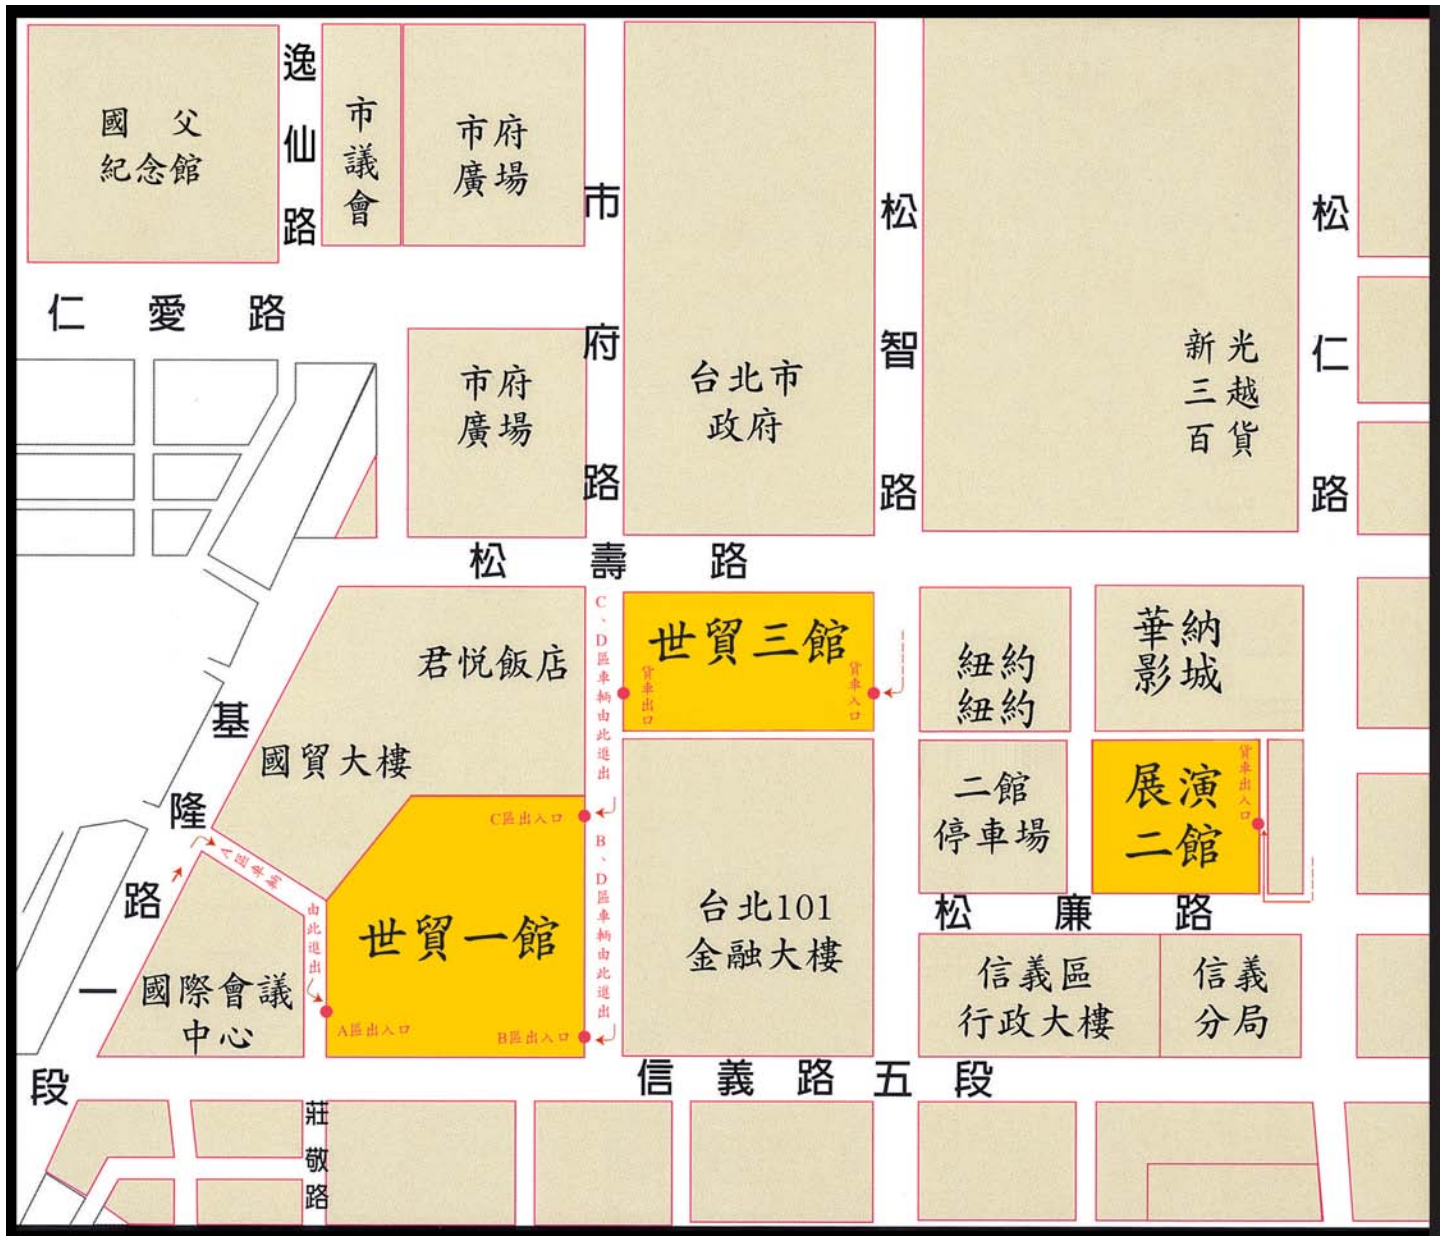 國父
紀念館
逸仙路
市議會
市府
廣場
市府路
松智路
松仁路
仁愛路
市府
廣場
台北市
政府
新光
三越
百貨
松壽路
君悅飯店
國貿大樓
C、D區車輛由此進出
世貿三館
貨車出口
貨車入口
紐約
紐約
華納
影城
基隆路一段
C區出入口
A區車輛
由此進出
世貿一館
A區出入口
B區出入口
B、D區車輛由此進出
國際會議
中心
台北101
金融大樓
二館
停車場
展演
二館
貨車出入口
松廉路
信義區
行政大樓
信義
分局
信義路五段
莊敬路